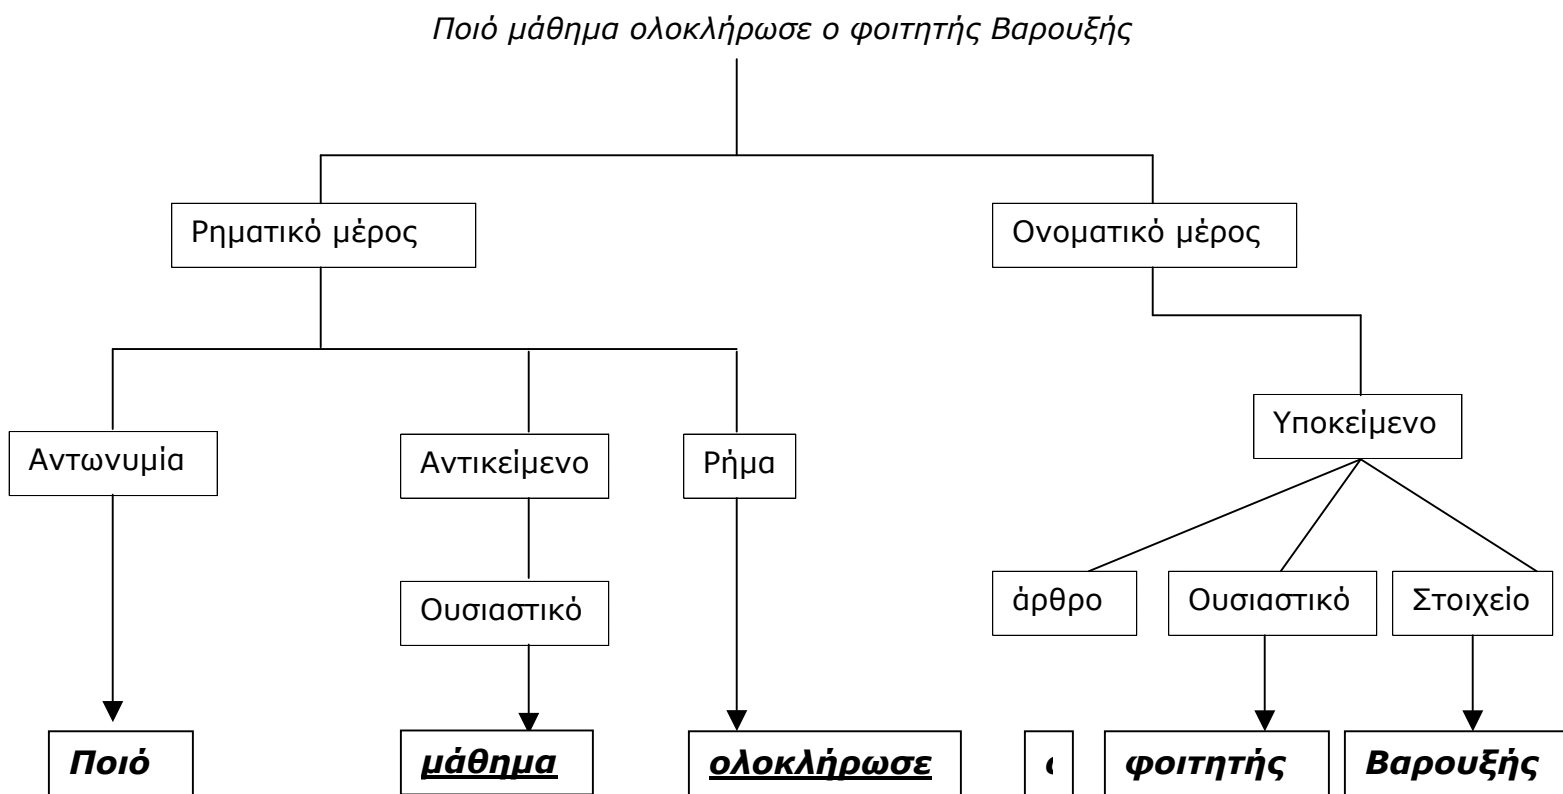 Ποιό μάθημα ολοκλήρωσε ο φοιτητής Βαρουξής
Ρηματικό μέρος
Ονοματικό μέρος
Υποκείμενο
Αντωνυμία
Αντικείμενο
Ρήμα
άρθρο
Ουσιαστικό
Στοιχείο
Ουσιαστικό
Ποιό
μάθημα
ολοκλήρωσε
φοιτητής
Βαρουξής